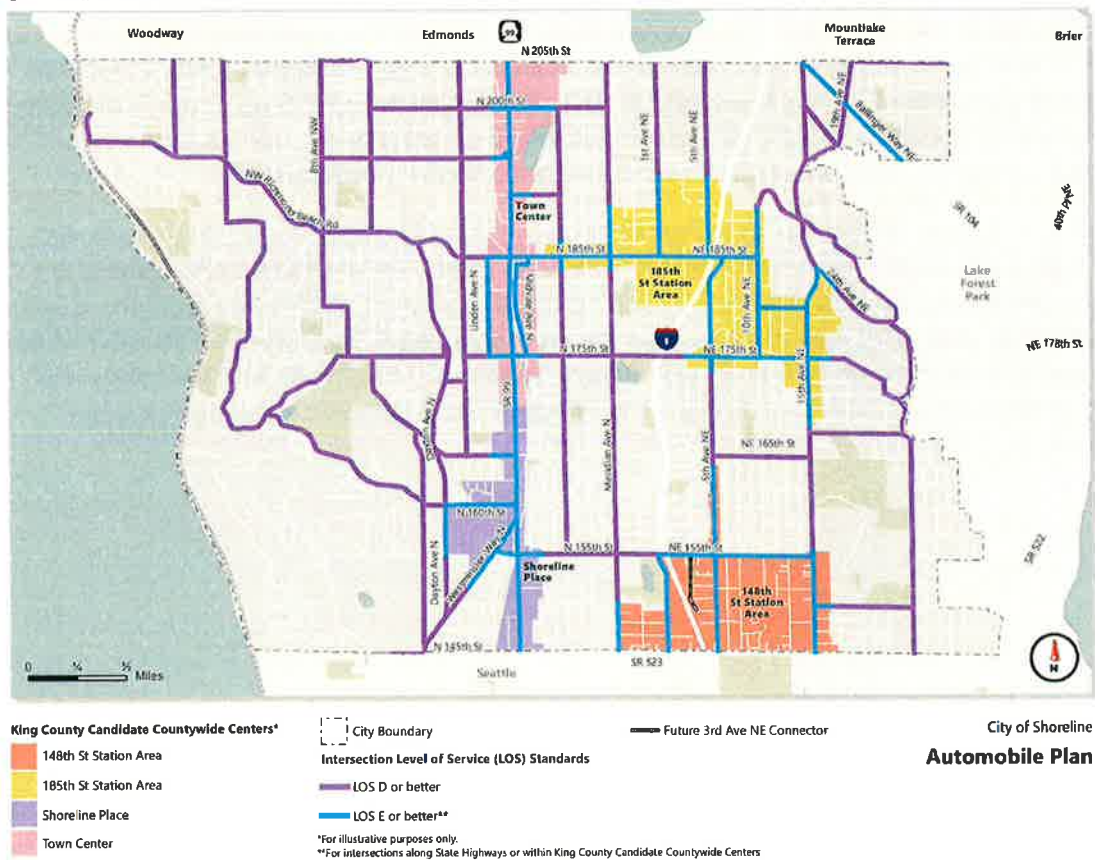 Woodway
Edmonds
99
Mountlake
Terrace
Brier
N 205th St
N 200th St
8th Ave NW
1st Ave NE
5th Ave NE
19th Ave NE
Ballinger Way NE
NW Richmond Beach Rd
Town
Center
SR 104
40th Ave
N 185th St
NE 185th St
185th
St Station
Area
Linden Ave N
10th Ave NE
24th Ave NE
Lake
Forest
Park
5
N 175th St
NE 175th St
NE 178th St
15th Ave NE
SR 99
Dayton Ave N
Meridian Ave N
5th Ave NE
NE 165th St
N 160th St
Westminster Way N
N 155th St
NE 155th St
SR 522
Dayton Ave N
Shoreline
Place
148th
St Station
Area
N 145th St
SR 523
Seattle
0 ¼ ½
Miles
N
King County Candidate Countywide Centers*
148th St Station Area
185th St Station Area
Shoreline Place
Town Center
City Boundary
Intersection Level of Service (LOS) Standards
LOS D or better
LOS E or better**
*For illustrative purposes only.
**For intersections along State Highways or within King County Candidate Countywide Centers
Future 3rd Ave NE Connector
City of Shoreline
Automobile Plan